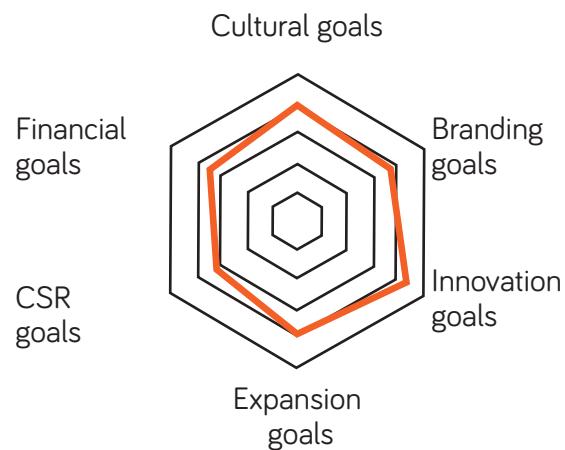 Cultural goals
Financial
goals
Branding
goals
CSR
goals
Innovation
goals
Expansion
goals